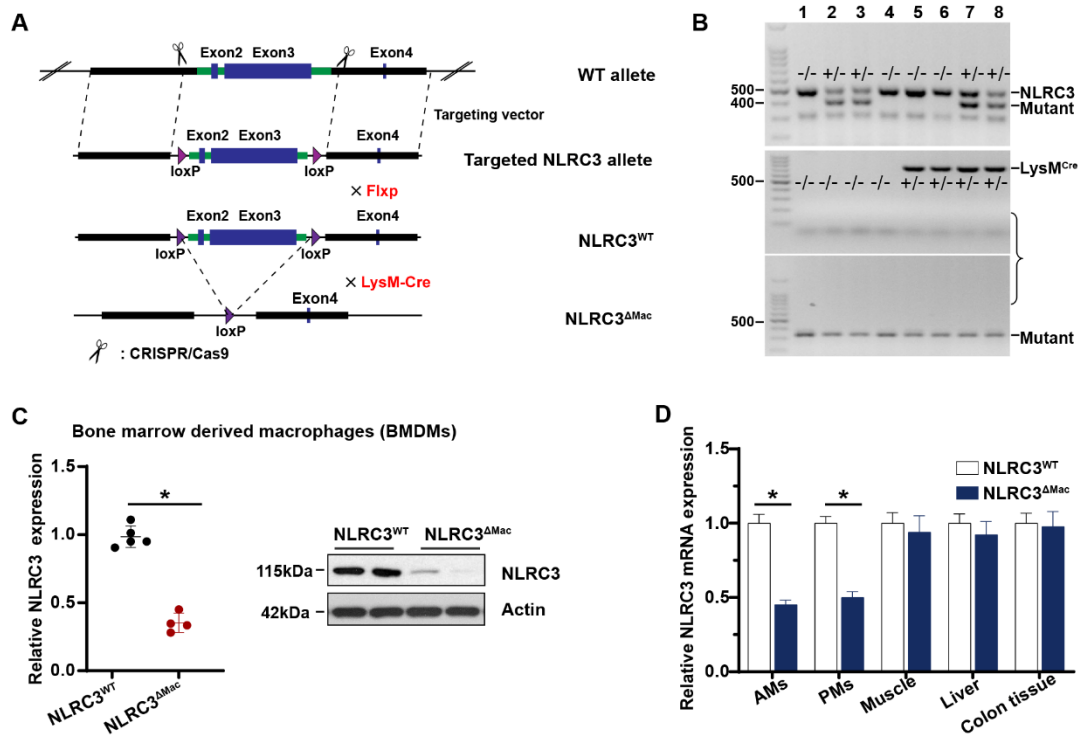 A
Exon2 Exon3 Exon4
WT allele
Targeting vector
Exon2 Exon3 Exon4
loxP loxP
Targeted NLRC3 allele
× Flxp
Exon2 Exon3 Exon4
loxP loxP
NLRC3WT
× LysM-Cre
Exon4
loxP
NLRC3ΔMac
: CRISPR/Cas9
B
1 2 3 4 5 6 7 8
-/- +/- +/- -/- -/- -/- +/- +/-
500
NLRC3
400
Mutant
LysMCre
500
-/- -/- -/- -/- +/- +/- +/- +/-
500
Mutant
C
Bone marrow derived macrophages (BMDMs)
Relative NLRC3 expression
1.5
1.0
0.5
0.0
NLRC3WT
NLRC3ΔMac
*
NLRC3WT NLRC3ΔMac
115kDa
NLRC3
42kDa
Actin
D
Relative NLRC3 mRNA expression
1.5
1.0
0.5
0.0
NLRC3WT
NLRC3ΔMac
* *
AMs PMs Muscle Liver Colon tissue